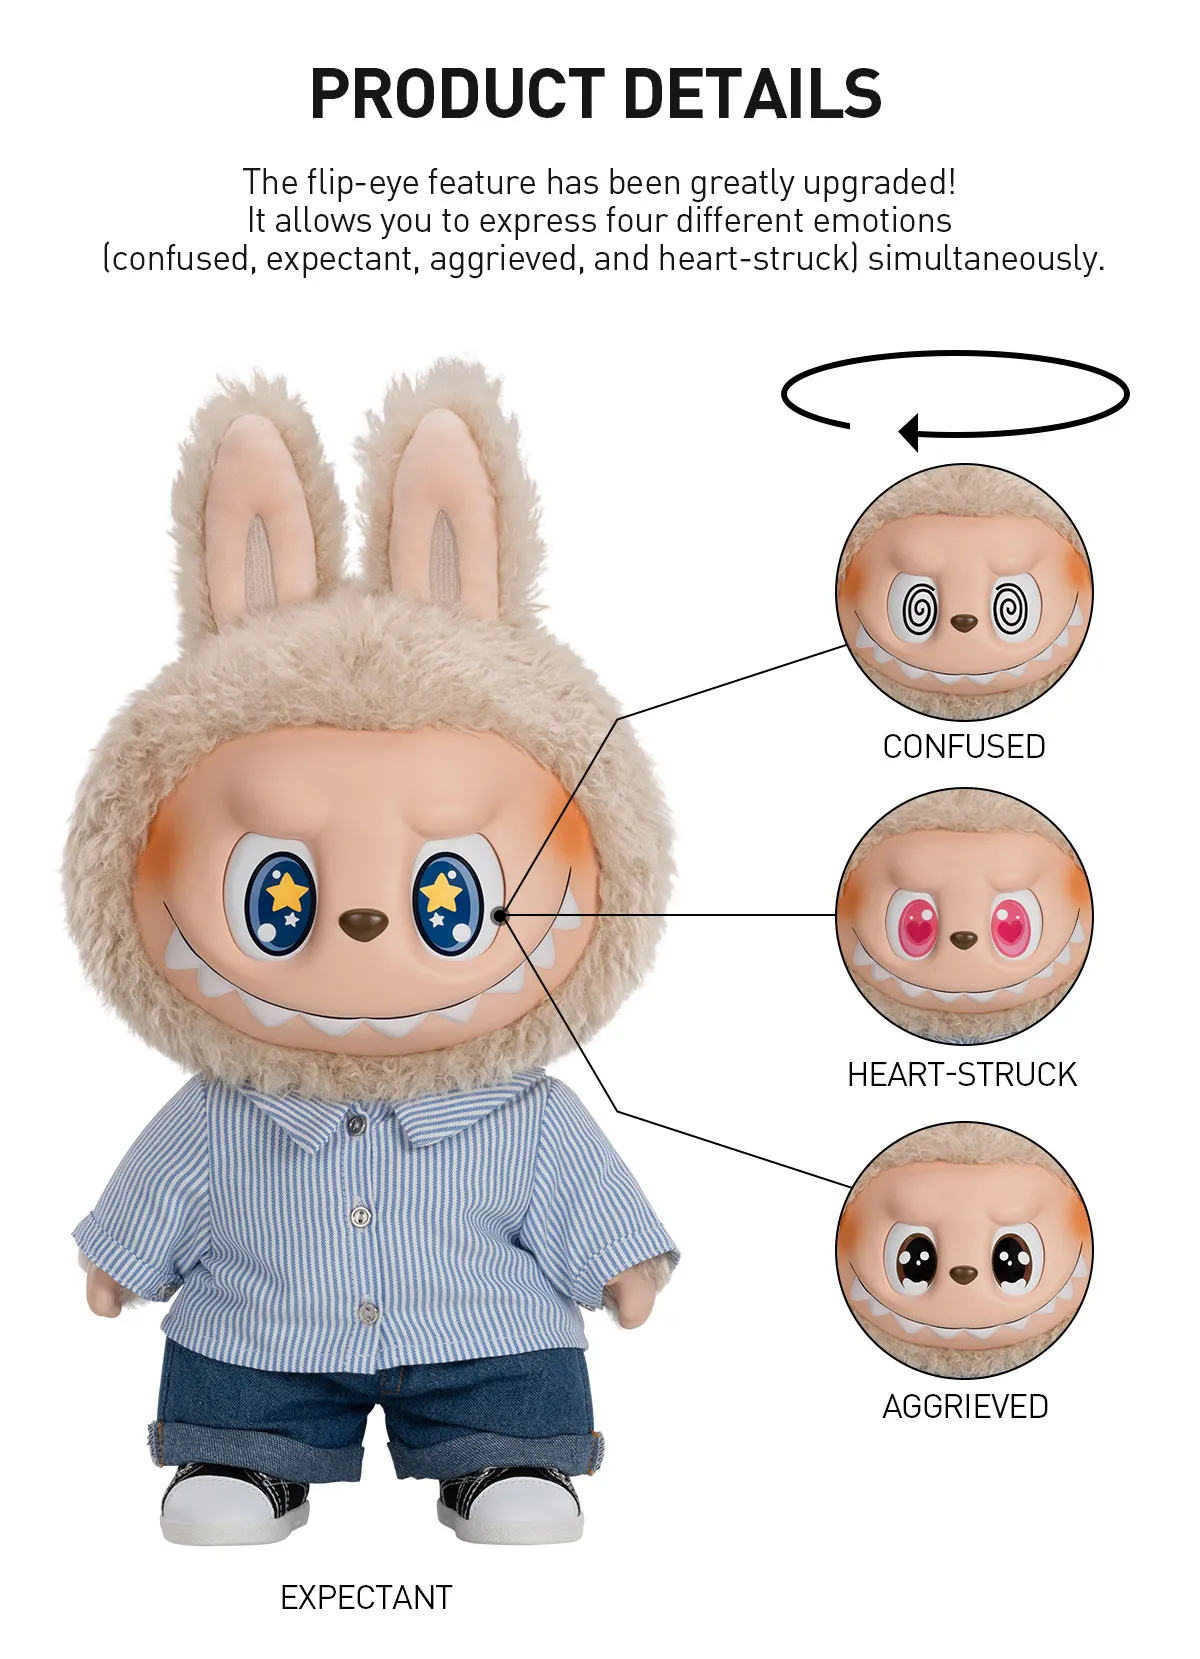 PRODUCT DETAILS
The flip-eye feature has been greatly upgraded!
It allows you to express four different emotions
(confused, expectant, aggrieved, and heart-struck) simultaneously.
CONFUSED
HEART-STRUCK
AGGRIEVED
EXPECTANT